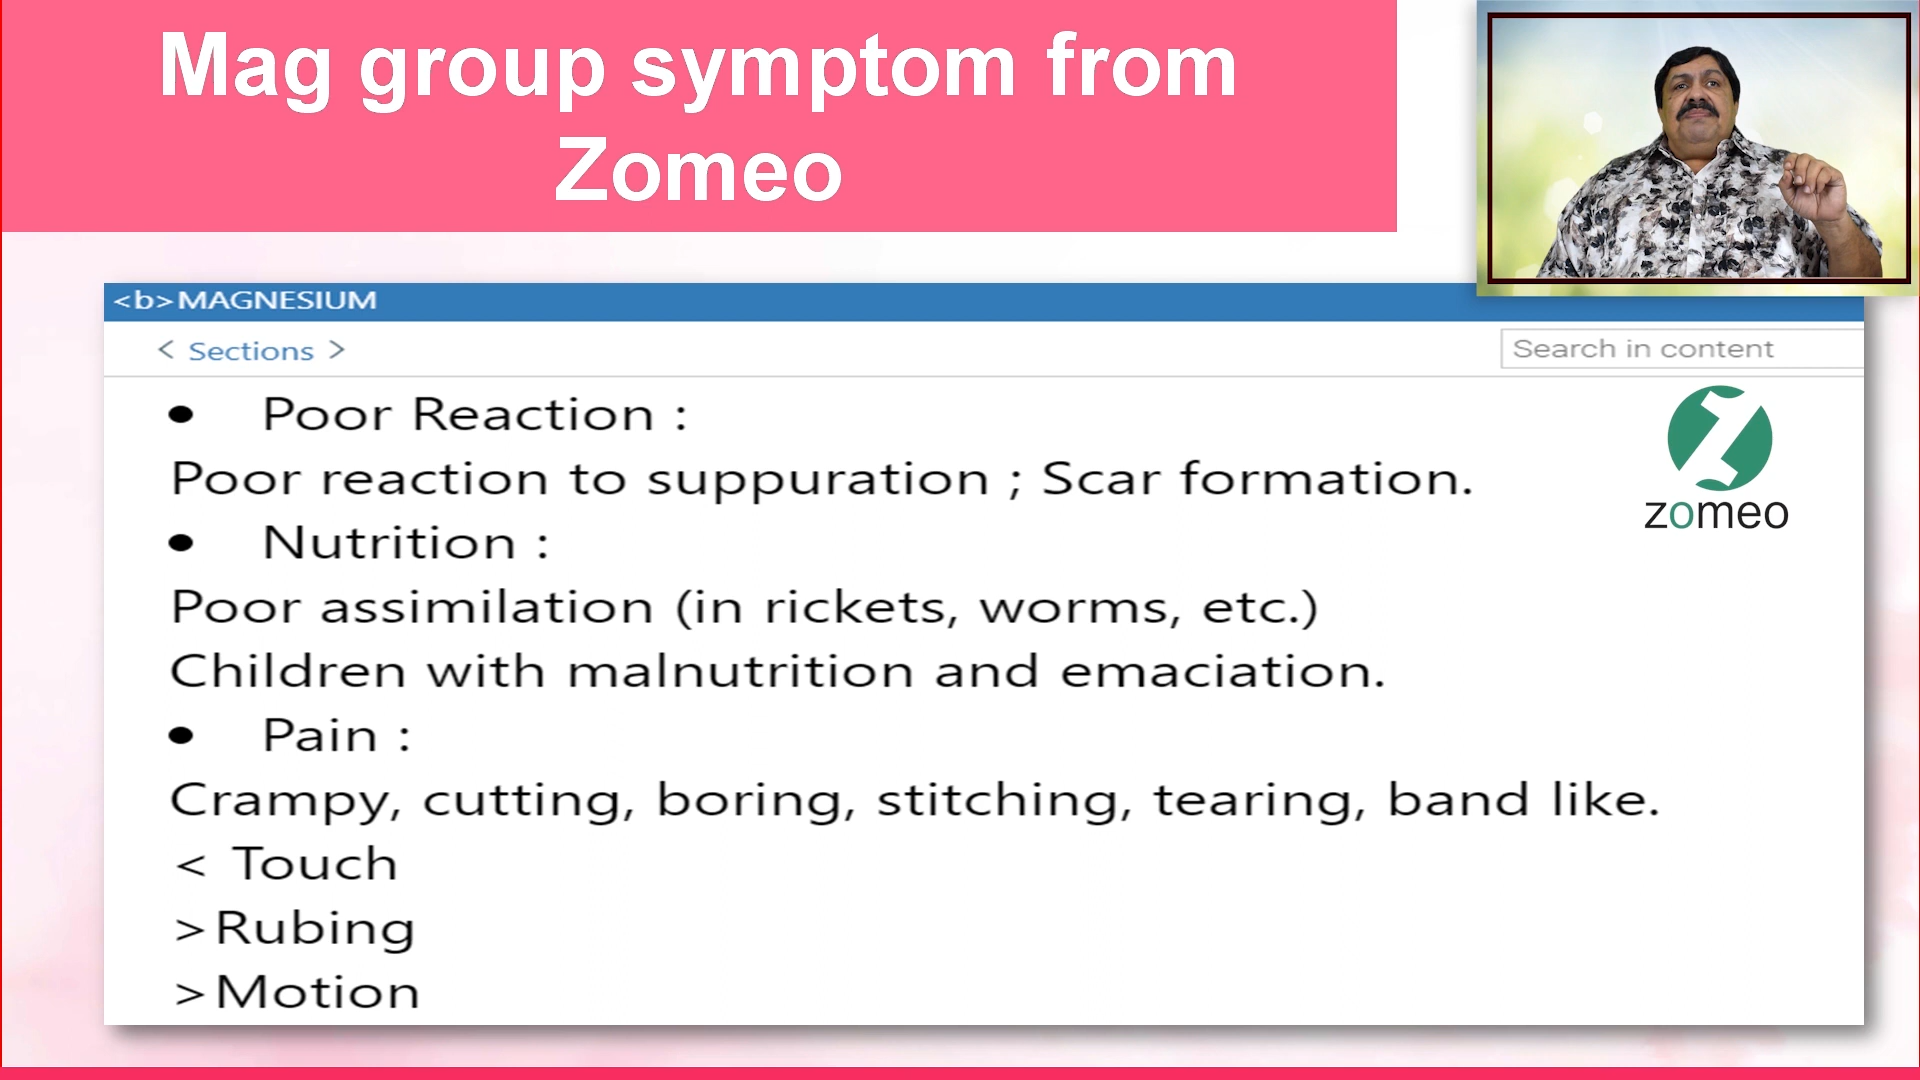 Mag group symptom from
Zomeo
<b>MAGNESIUM
< Sections >
Search in content
• Poor Reaction :
Poor reaction to suppuration ; Scar formation.
• Nutrition :
Poor assimilation (in rickets, worms, etc.)
Children with malnutrition and emaciation.
• Pain :
Crampy, cutting, boring, stitching, tearing, band like.
< Touch
>Rubing
>Motion
zomeo